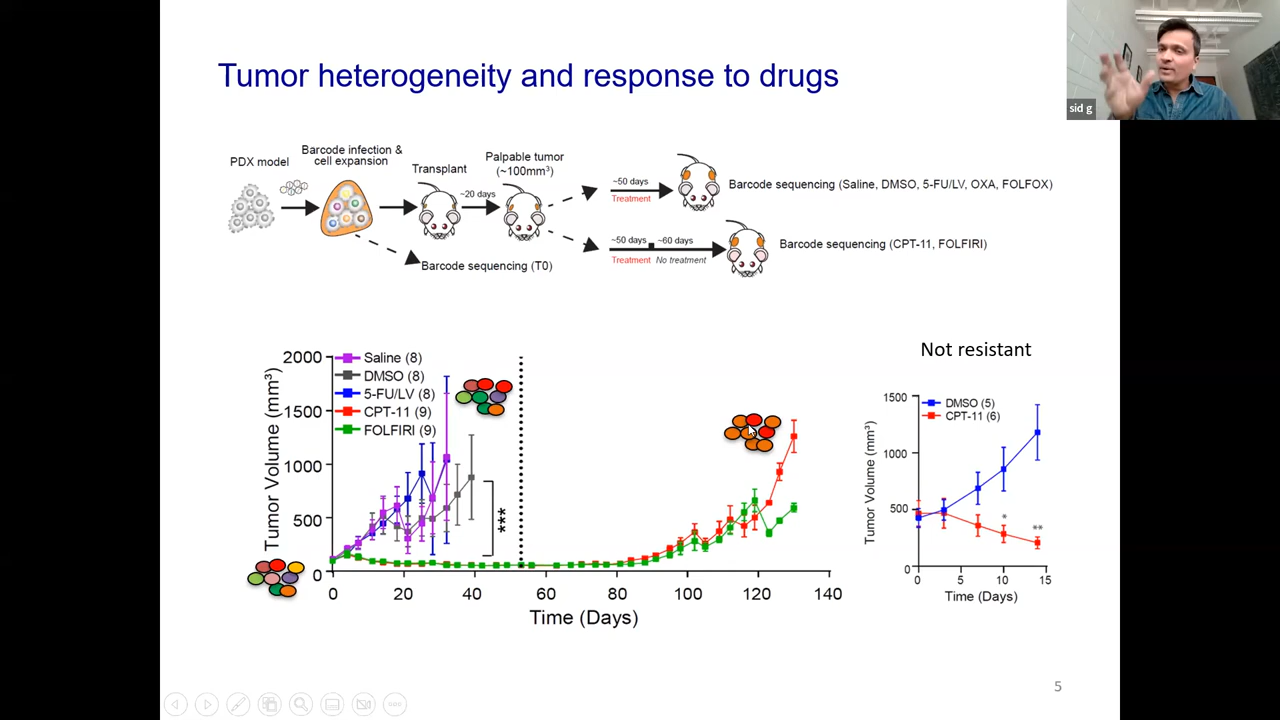 Tumor heterogeneity and response to drugs
sid g
PDX model
Barcode infection &
cell expansion
Transplant
~20 days
Palpable tumor
(~100mm³)
~50 days
Treatment
Barcode sequencing (Saline, DMSO, 5-FU/LV, OXA, FOLFOX)
~50 days
~60 days
Treatment
No treatment
Barcode sequencing (CPT-11, FOLFIRI)
Barcode sequencing (T0)
Tumor Volume (mm³)
2000
1500
1000
500
0
Saline (8)
DMSO (8)
5-FU/LV (8)
CPT-11 (9)
FOLFIRI (9)
***
0
20
40
60
80
100
120
140
Time (Days)
Not resistant
Tumor Volume (mm³)
1500
1000
500
0
DMSO (5)
CPT-11 (6)
*
**
0
5
10
15
Time (Days)
5